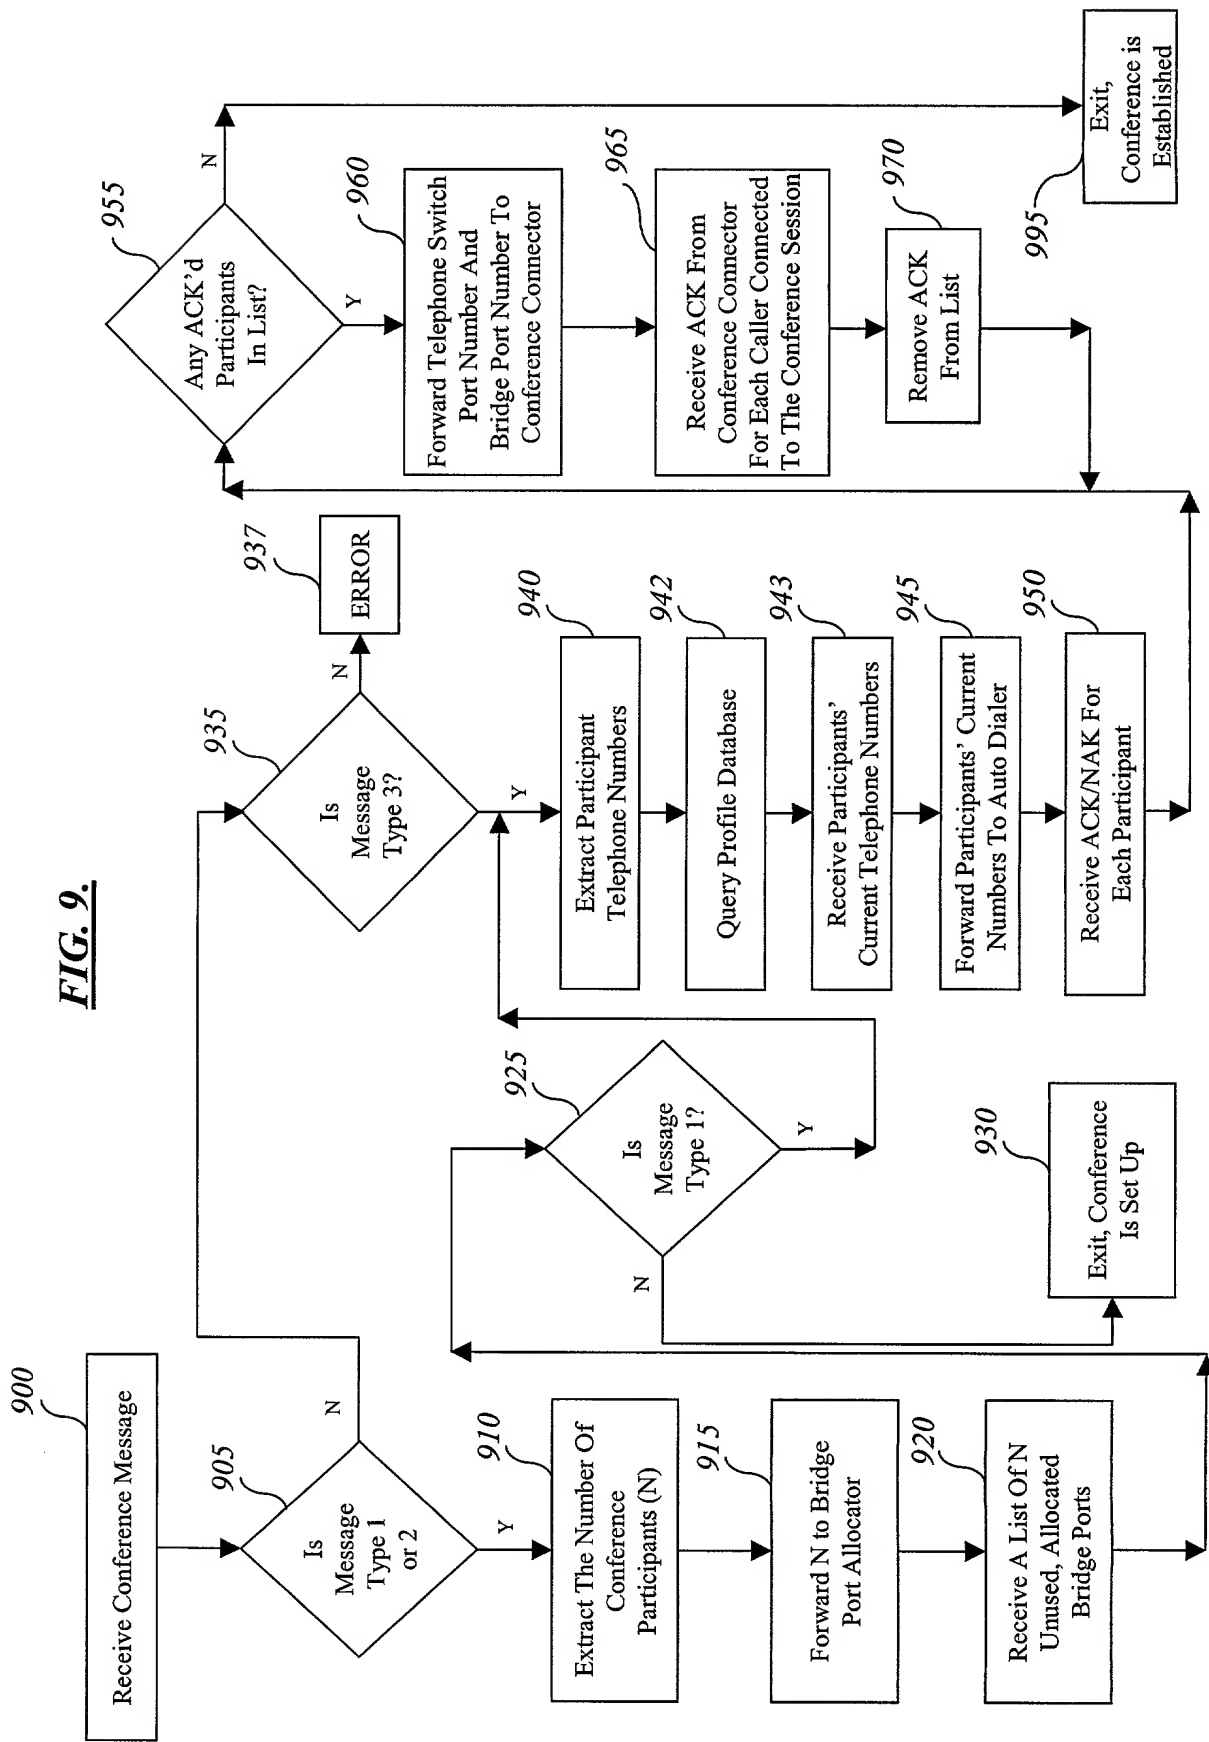 FIG. 9.
900
Receive Conference Message
905
Is
Message
Type 1
or 2
N
Y
910
Extract The Number Of
Conference
Participants (N)
915
Forward N to Bridge
Port Allocator
920
Receive A List Of N
Unused, Allocated
Bridge Ports
925
Is
Message
Type 1?
N
Y
930
Exit, Conference
Is Set Up
935
Is
Message
Type 3?
N
Y
937
ERROR
940
Extract Participant
Telephone Numbers
942
Query Profile Database
943
Receive Participants'
Current Telephone Numbers
945
Forward Participants' Current
Numbers To Auto Dialer
950
Receive ACK/NAK For
Each Participant
955
Any ACK'd
Participants
In List?
N
Y
960
Forward Telephone Switch
Port Number And
Bridge Port Number To
Conference Connector
965
Receive ACK From
Conference Connector
For Each Caller Connected
To The Conference Session
970
Remove ACK
From List
995
Exit,
Conference is
Established